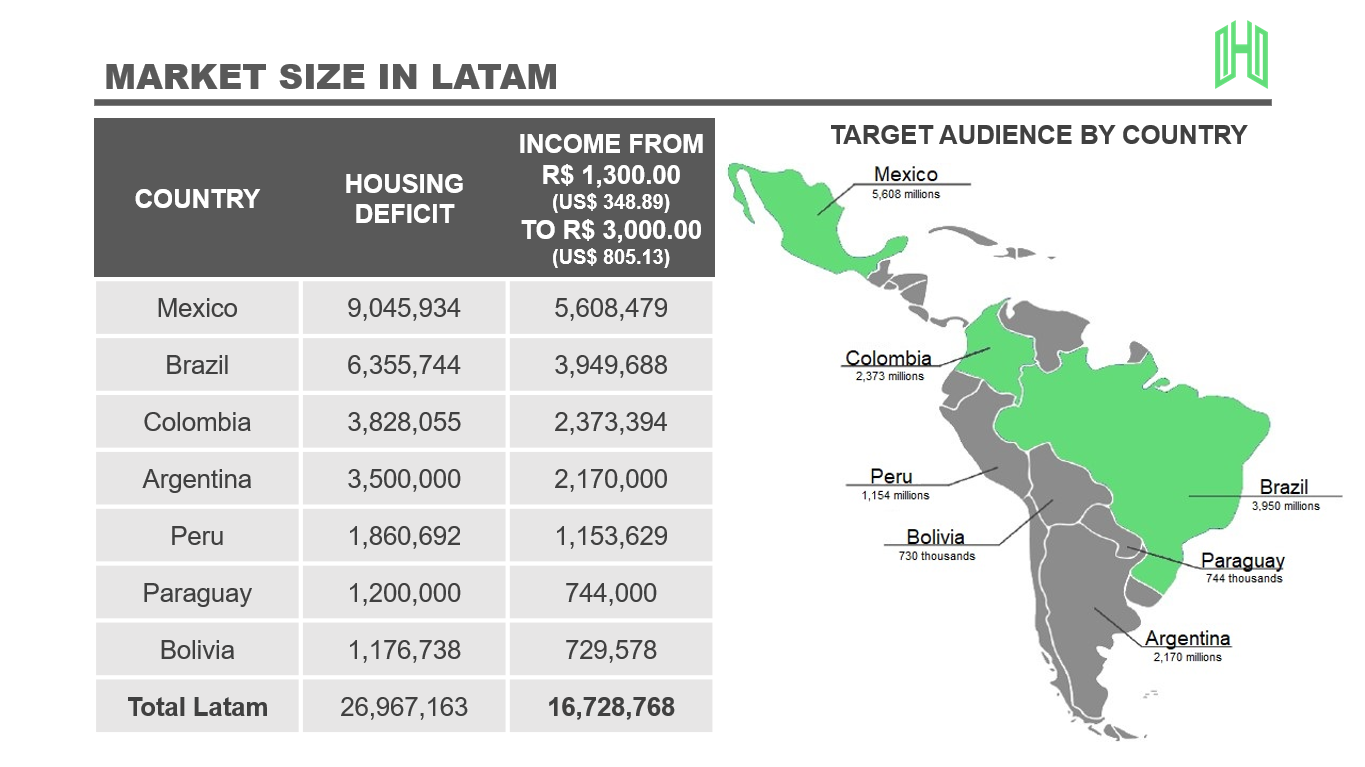 MARKET SIZE IN LATAM
COUNTRY
HOUSING
DEFICIT
INCOME FROM
R$ 1,300.00
(US$ 348.89)
TO R$ 3,000.00
(US$ 805.13)
Mexico 9,045,934 5,608,479
Brazil 6,355,744 3,949,688
Colombia 3,828,055 2,373,394
Argentina 3,500,000 2,170,000
Peru 1,860,692 1,153,629
Paraguay 1,200,000 744,000
Bolivia 1,176,738 729,578
Total Latam 26,967,163 16,728,768
TARGET AUDIENCE BY COUNTRY
Mexico
5,608 millions
Colombia
2,373 millions
Peru
1,154 millions
Brazil
3,950 millions
Bolivia
730 thousands
Paraguay
744 thousands
Argentina
2,170 millions